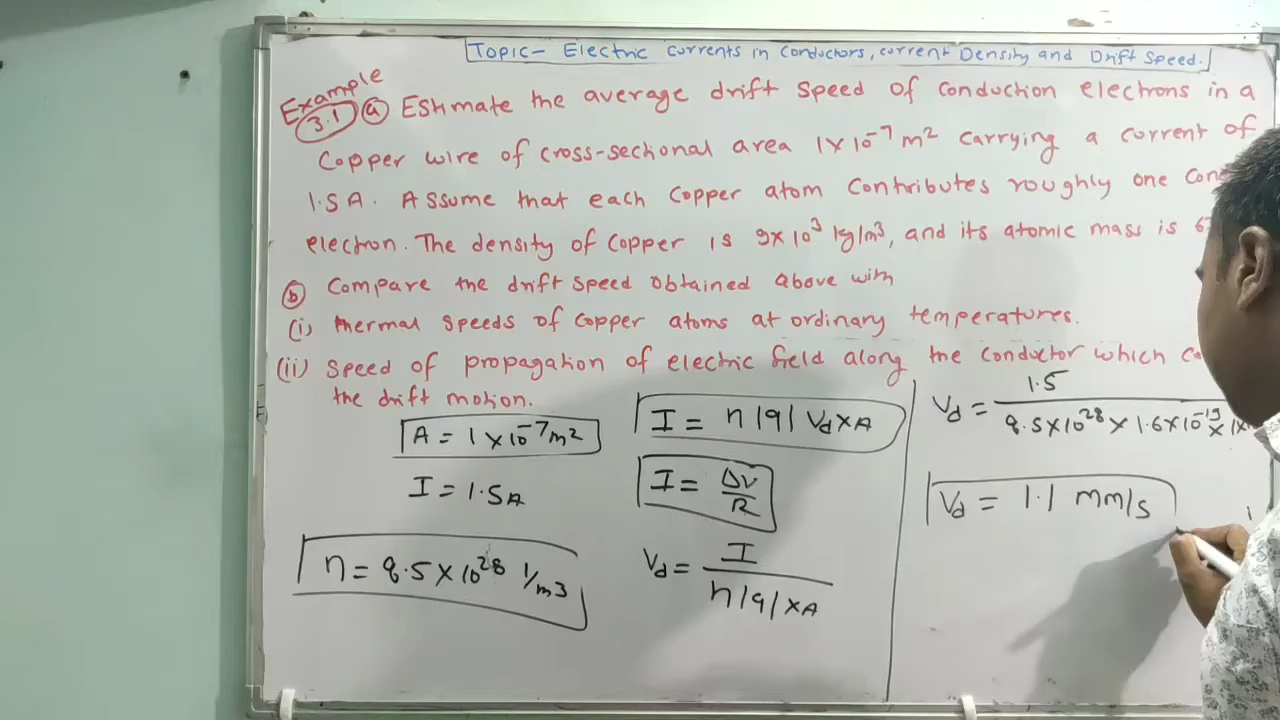 Topic- Electric currents in conductors, current Density and Drift Speed.
Example
3.1 (a) Estimate the average drift speed of conduction electrons in a
copper wire of cross-sectional area 1×10⁻⁷m² carrying a current of
1.5A. Assume that each copper atom contributes roughly one
electron. The density of copper is 9×10³ kg/m³, and its atomic mass is
(b) Compare the drift speed obtained above with
(i) thermal speeds of copper atoms at ordinary temperatures.
(ii) Speed of propagation of electric field along the conductor which
the drift motion.
A = 1×10⁻⁷m²
I = 1.5A
n = 8.5×10²⁸ 1/m3
I = n|q| Vd×A
I = ΔV/R
Vd = I/n|q|×A
Vd = 1.5/8.5×10²⁸×1.6×10⁻¹⁹×
Vd = 1.1 mm/s